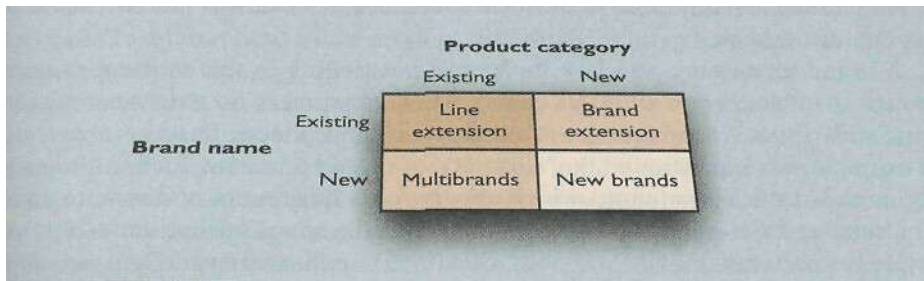 Product category
Existing New
Existing Line extension Brand extension
Brand name
New Multibrands New brands